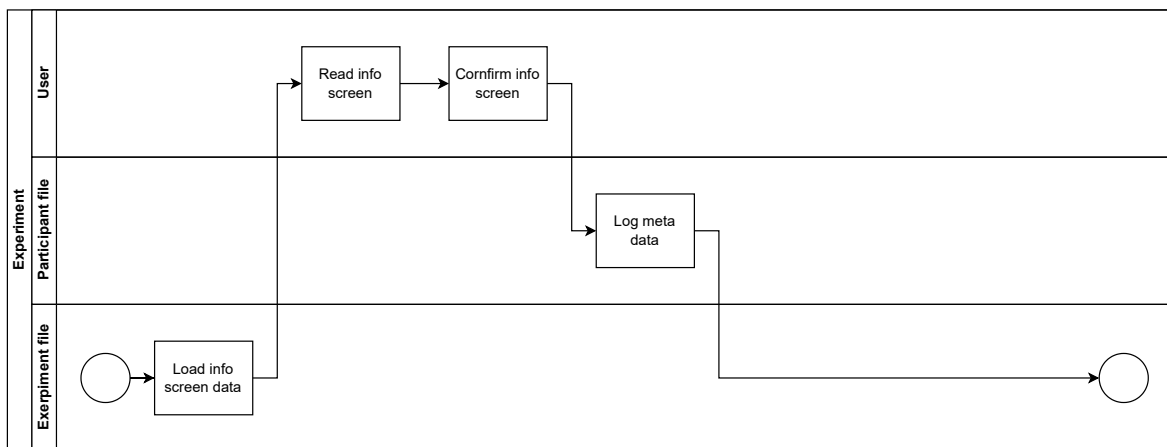 Experiment
User
Read info
screen
Cornfirm info
screen
Participant file
Log meta
data
Exerpiment file
Load info
screen data